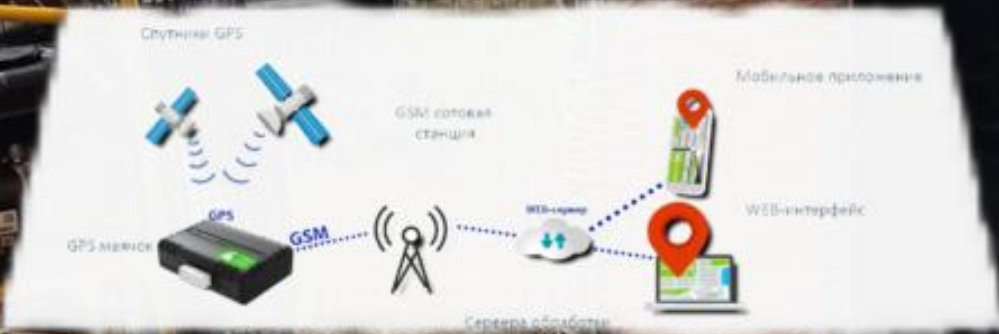 Спутники GPS
Мобильное приложение
GSM сотовая
станция
WEB-сервер
WEB-интерфейс
GPS
GSM
GPS маячок
Сервера обработки